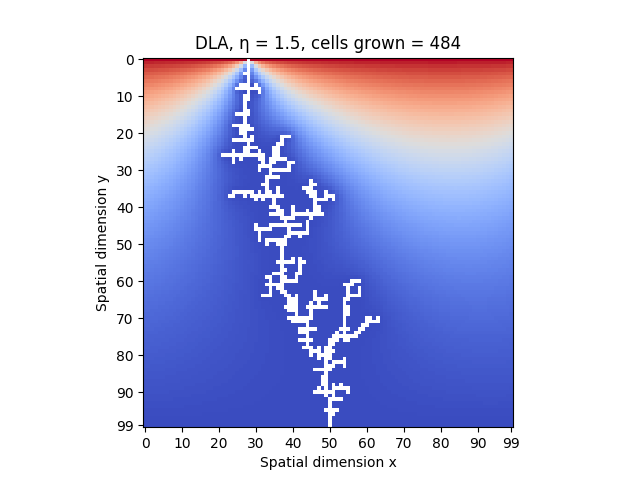 DLA, η = 1.5, cells grown = 484
0
10
20
30
40
50
60
70
80
90
99
Spatial dimension y
0 10 20 30 40 50 60 70 80 90 99
Spatial dimension x